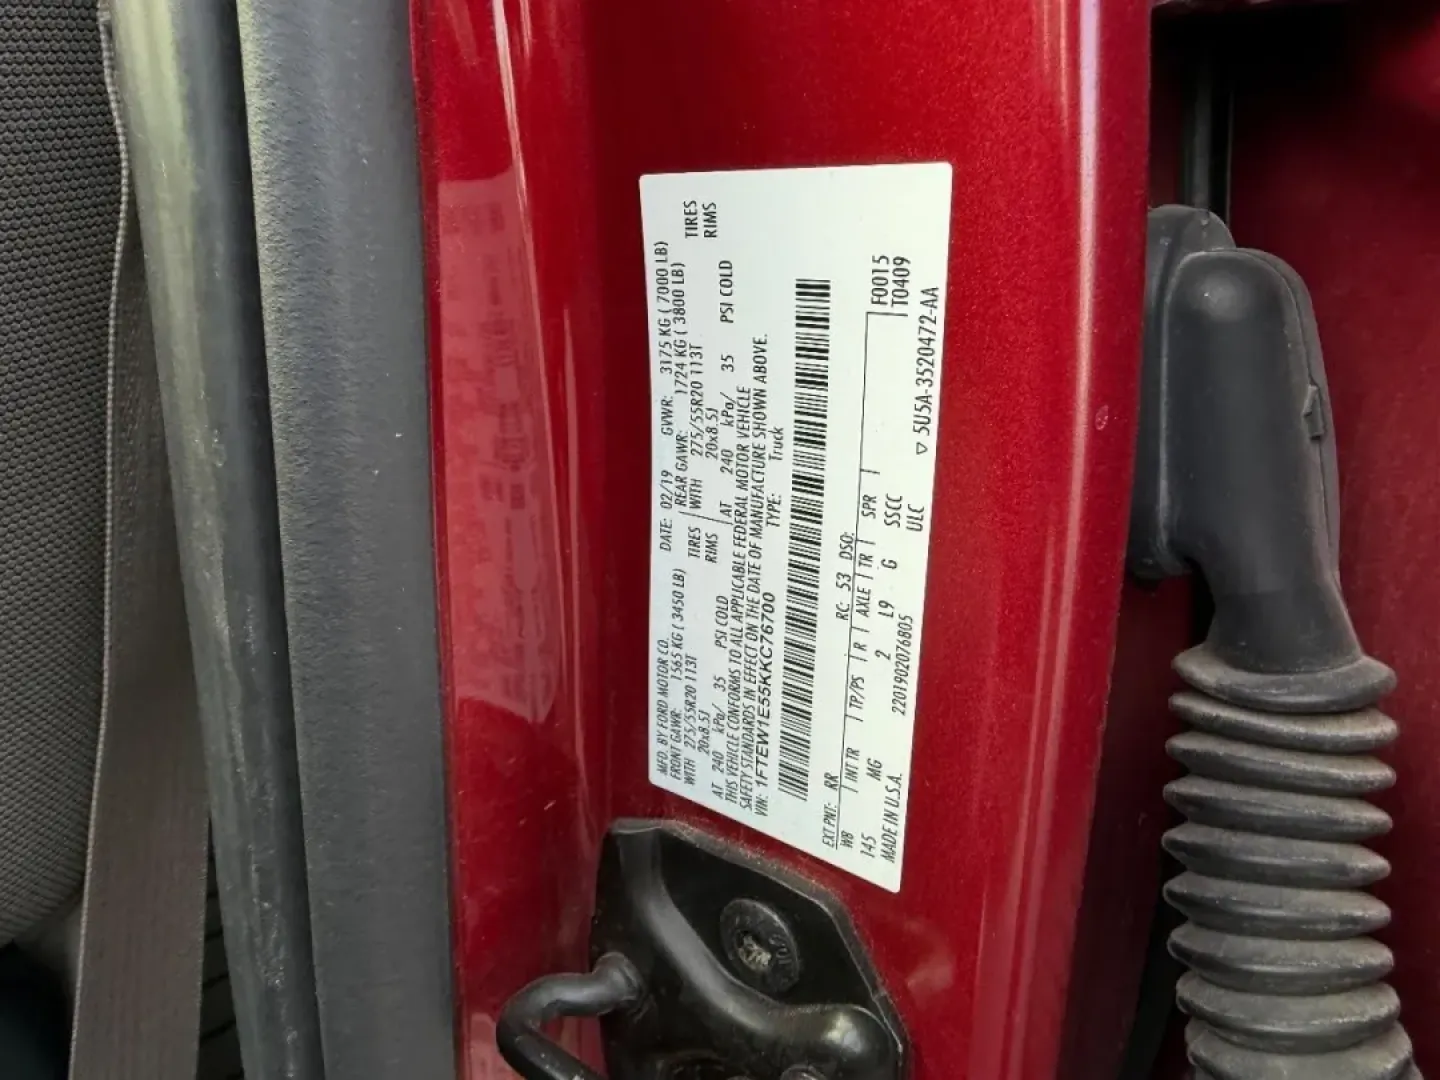 MFD. BY FORD MOTOR CO.
DATE: 02/19 GVWR: 3175 KG ( 7000 LB)
FRONT GAWR: 1565 KG ( 3450 LB)
REAR GAWR: 1724 KG ( 3800 LB)
WITH 275/55R20 113T TIRES
WITH 275/55R20 113T TIRES
20x8.5J RIMS
20x8.5J RIMS
AT 240 kPa/ 35 PSI COLD
AT 240 kPa/ 35 PSI COLD
THIS VEHICLE CONFORMS TO ALL APPLICABLE FEDERAL MOTOR VEHICLE
SAFETY STANDARDS IN EFFECT ON THE DATE OF MANUFACTURE SHOWN ABOVE.
VIN: 1FTEW1E55KKC76700 TYPE: Truck
EXT PNT: RR RC: 53 DSO: F0015
WB INT TR TP/PS R AXLE TR SPR T0409
145 MG 2 L9 G SSCC
MADE IN U.S.A. 2201902076805 ULC ▽ 5U5A-3520472-AA